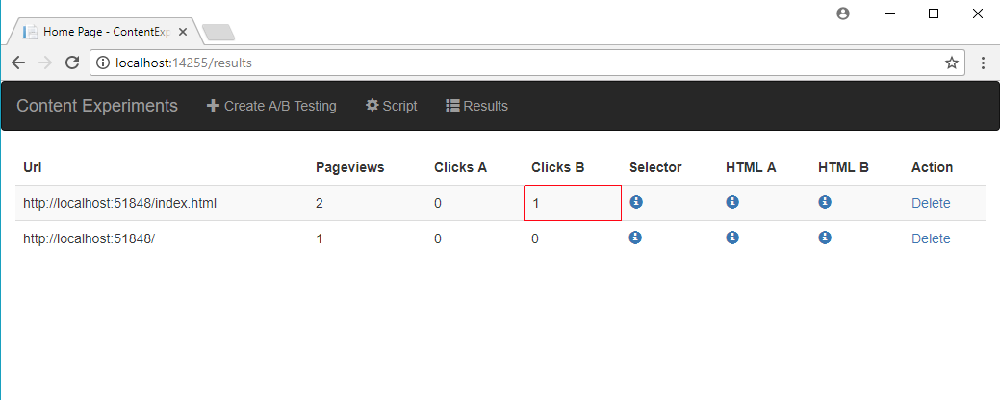 Home Page - ContentExp
localhost:14255/results
Content Experiments Create A/B Testing Script Results
Url Pageviews Clicks A Clicks B Selector HTML A HTML B Action
http://localhost:51848/index.html 2 0 1 Delete
http://localhost:51848/ 1 0 0 Delete